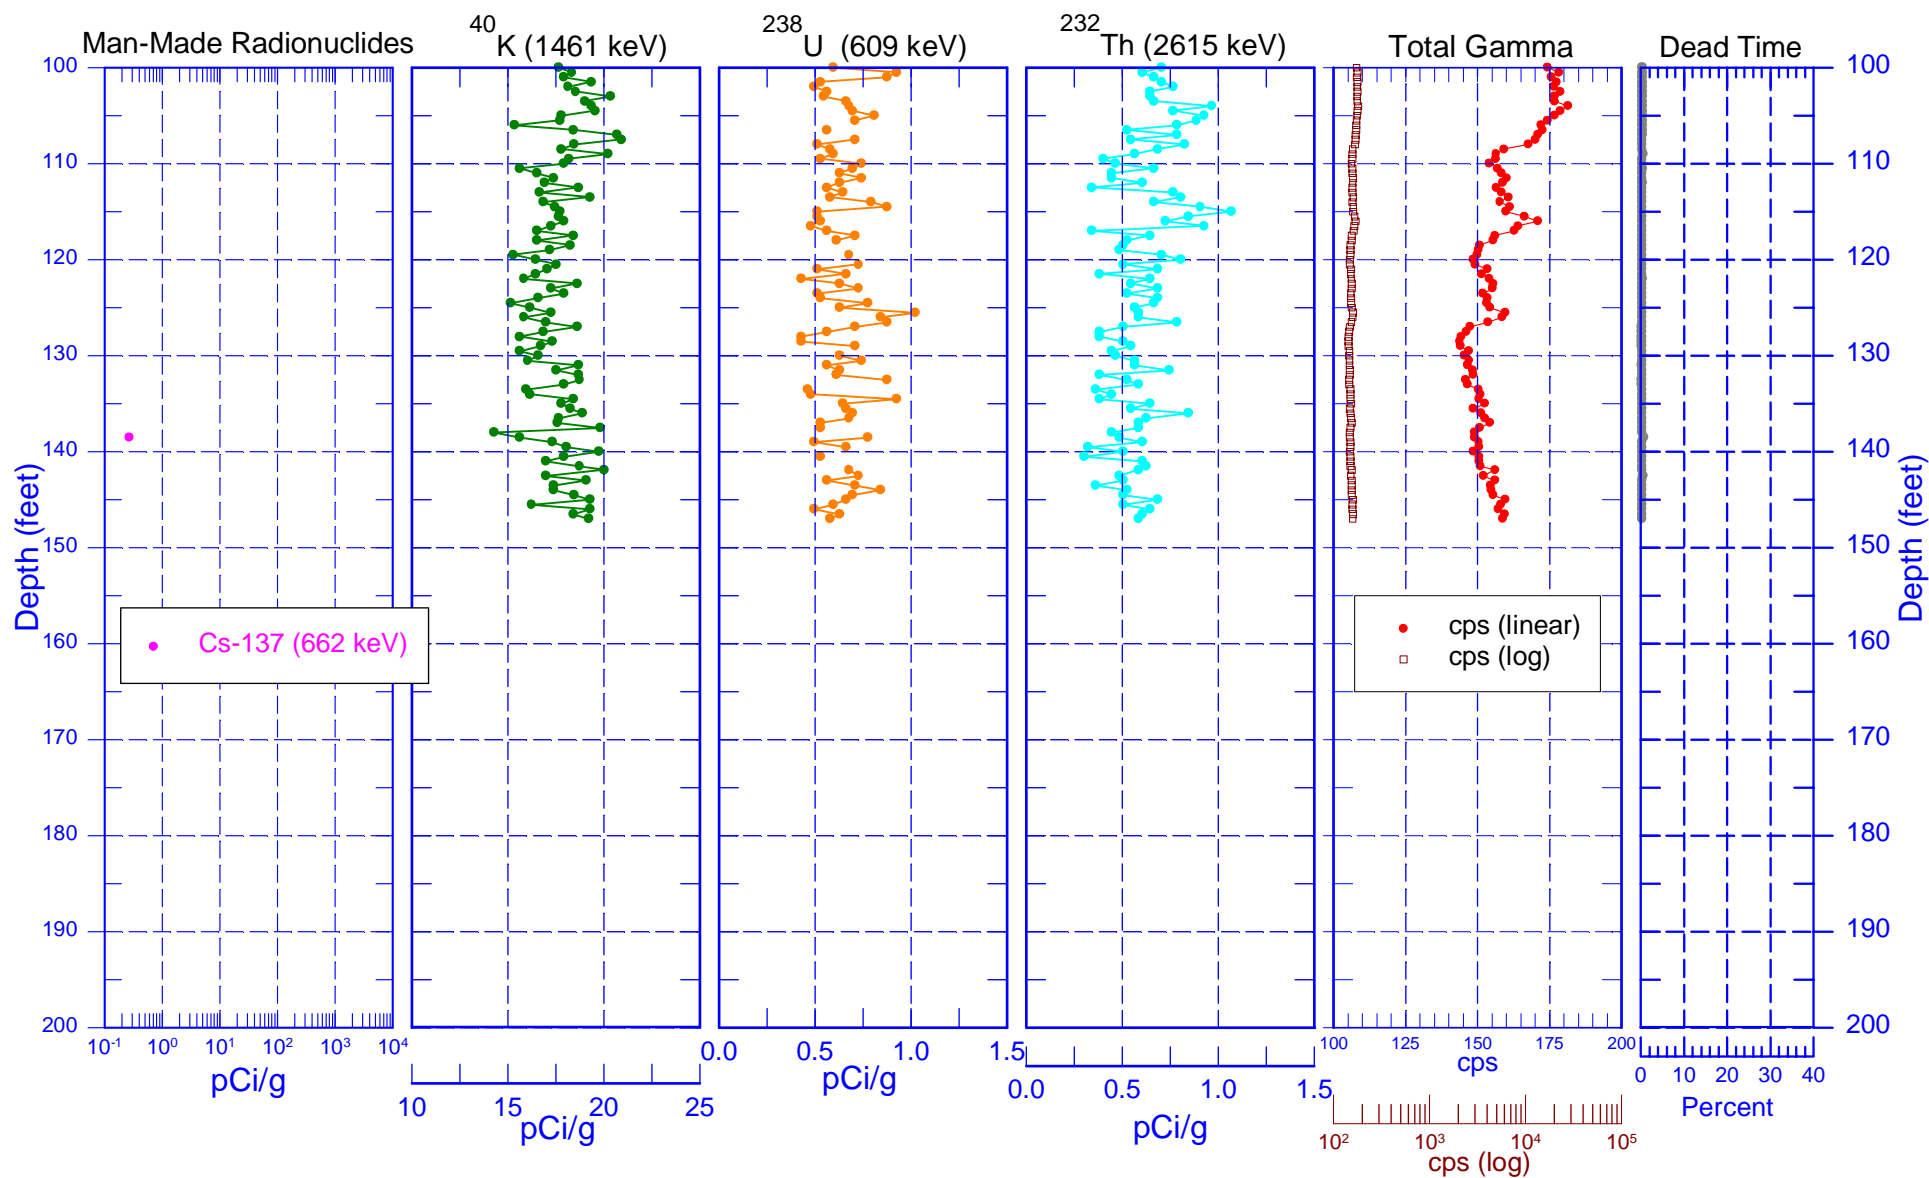 Man-Made Radionuclides
40K (1461 keV)
238U (609 keV)
232Th (2615 keV)
Total Gamma
Dead Time
100
110
120
130
140
150
160
170
180
190
200
Depth (feet)
Cs-137 (662 keV)
cps (linear)
cps (log)
100
110
120
130
140
150
160
170
180
190
200
Depth (feet)
10-1 100 101 102 103 104
pCi/g
10 15 20 25
pCi/g
0.0 0.5 1.0 1.5
pCi/g
0.0 0.5 1.0 1.5
pCi/g
100 125 150 175 200
cps
102 103 104 105
cps (log)
0 10 20 30 40
Percent